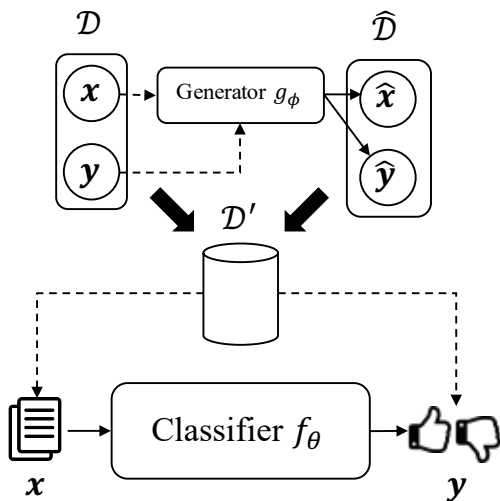 𝒟
𝒟̂
x
Generator g_ϕ
x̂
y
ŷ
𝒟′
Classifier f_θ
x
y